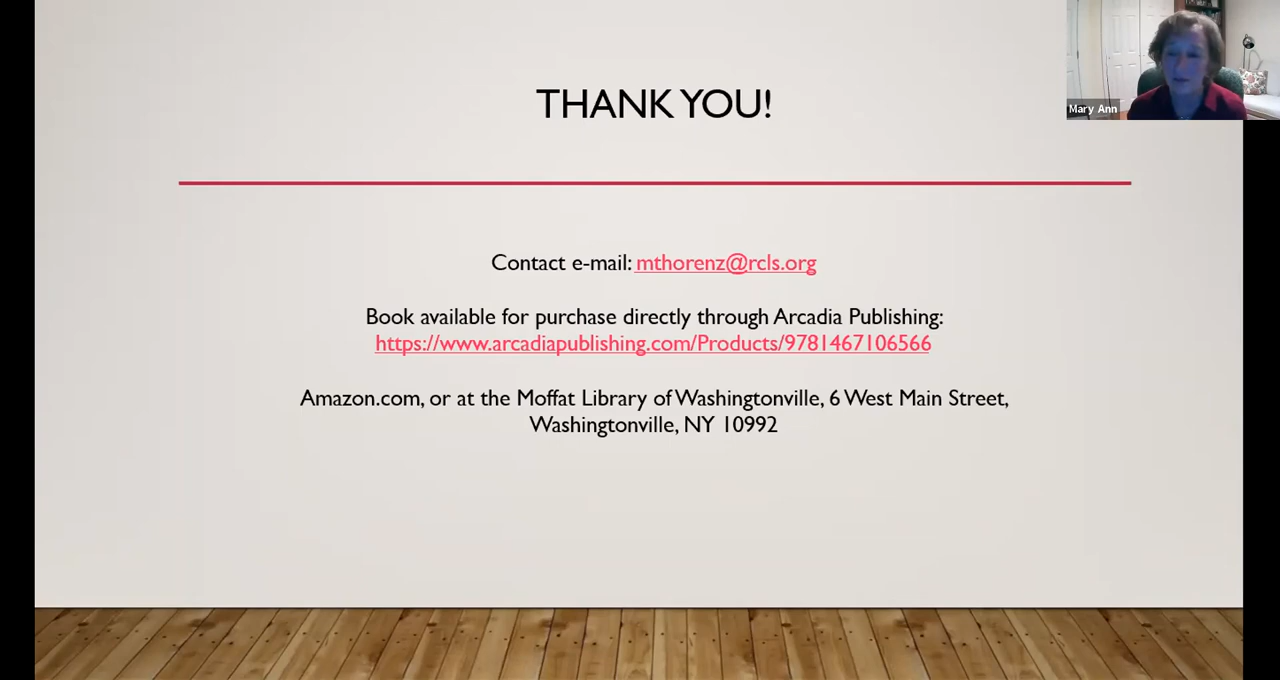 THANK YOU!
Mary Ann
Contact e-mail: mthorenz@rcls.org
Book available for purchase directly through Arcadia Publishing:
https://www.arcadiapublishing.com/Products/9781467106566
Amazon.com, or at the Moffat Library of Washingtonville, 6 West Main Street,
Washingtonville, NY 10992